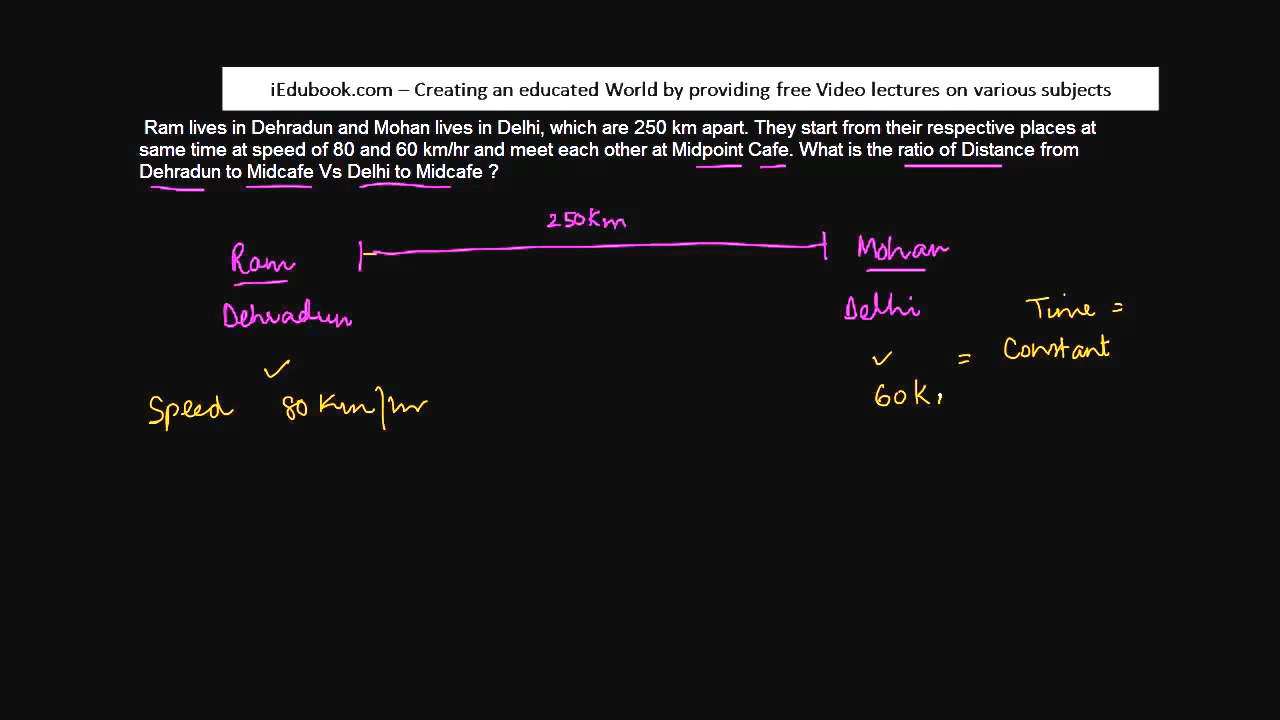 iEdubook.com – Creating an educated World by providing free Video lectures on various subjects
Ram lives in Dehradun and Mohan lives in Delhi, which are 250 km apart. They start from their respective places at
same time at speed of 80 and 60 km/hr and meet each other at Midpoint Cafe. What is the ratio of Distance from
Dehradun to Midcafe Vs Delhi to Midcafe ?
250Km
Ram Mohan
Dehradun Delhi Time =
= Constant
Speed 80 Km/hr 60K